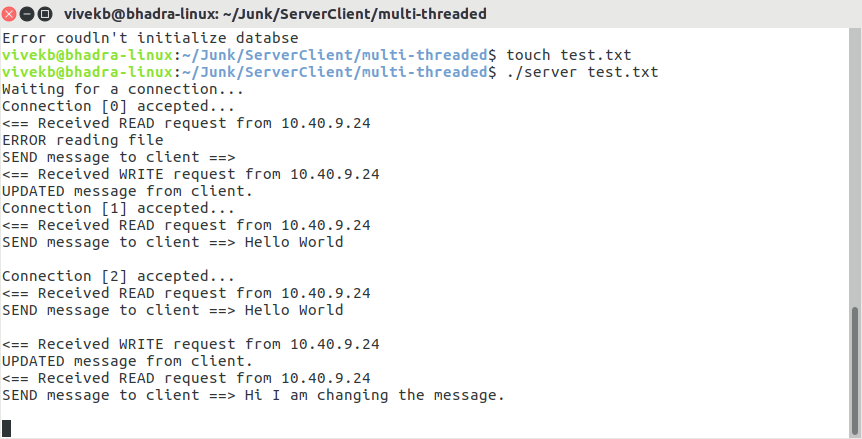 vivekb@bhadra-linux: ~/Junk/ServerClient/multi-threaded
Error coudln't initialize databse
vivekb@bhadra-linux:~/Junk/ServerClient/multi-threaded$ touch test.txt
vivekb@bhadra-linux:~/Junk/ServerClient/multi-threaded$ ./server test.txt
Waiting for a connection...
Connection [0] accepted...
<== Received READ request from 10.40.9.24
ERROR reading file
SEND message to client ==>
<== Received WRITE request from 10.40.9.24
UPDATED message from client.
Connection [1] accepted...
<== Received READ request from 10.40.9.24
SEND message to client ==> Hello World
Connection [2] accepted...
<== Received READ request from 10.40.9.24
SEND message to client ==> Hello World
<== Received WRITE request from 10.40.9.24
UPDATED message from client.
<== Received READ request from 10.40.9.24
SEND message to client ==> Hi I am changing the message.